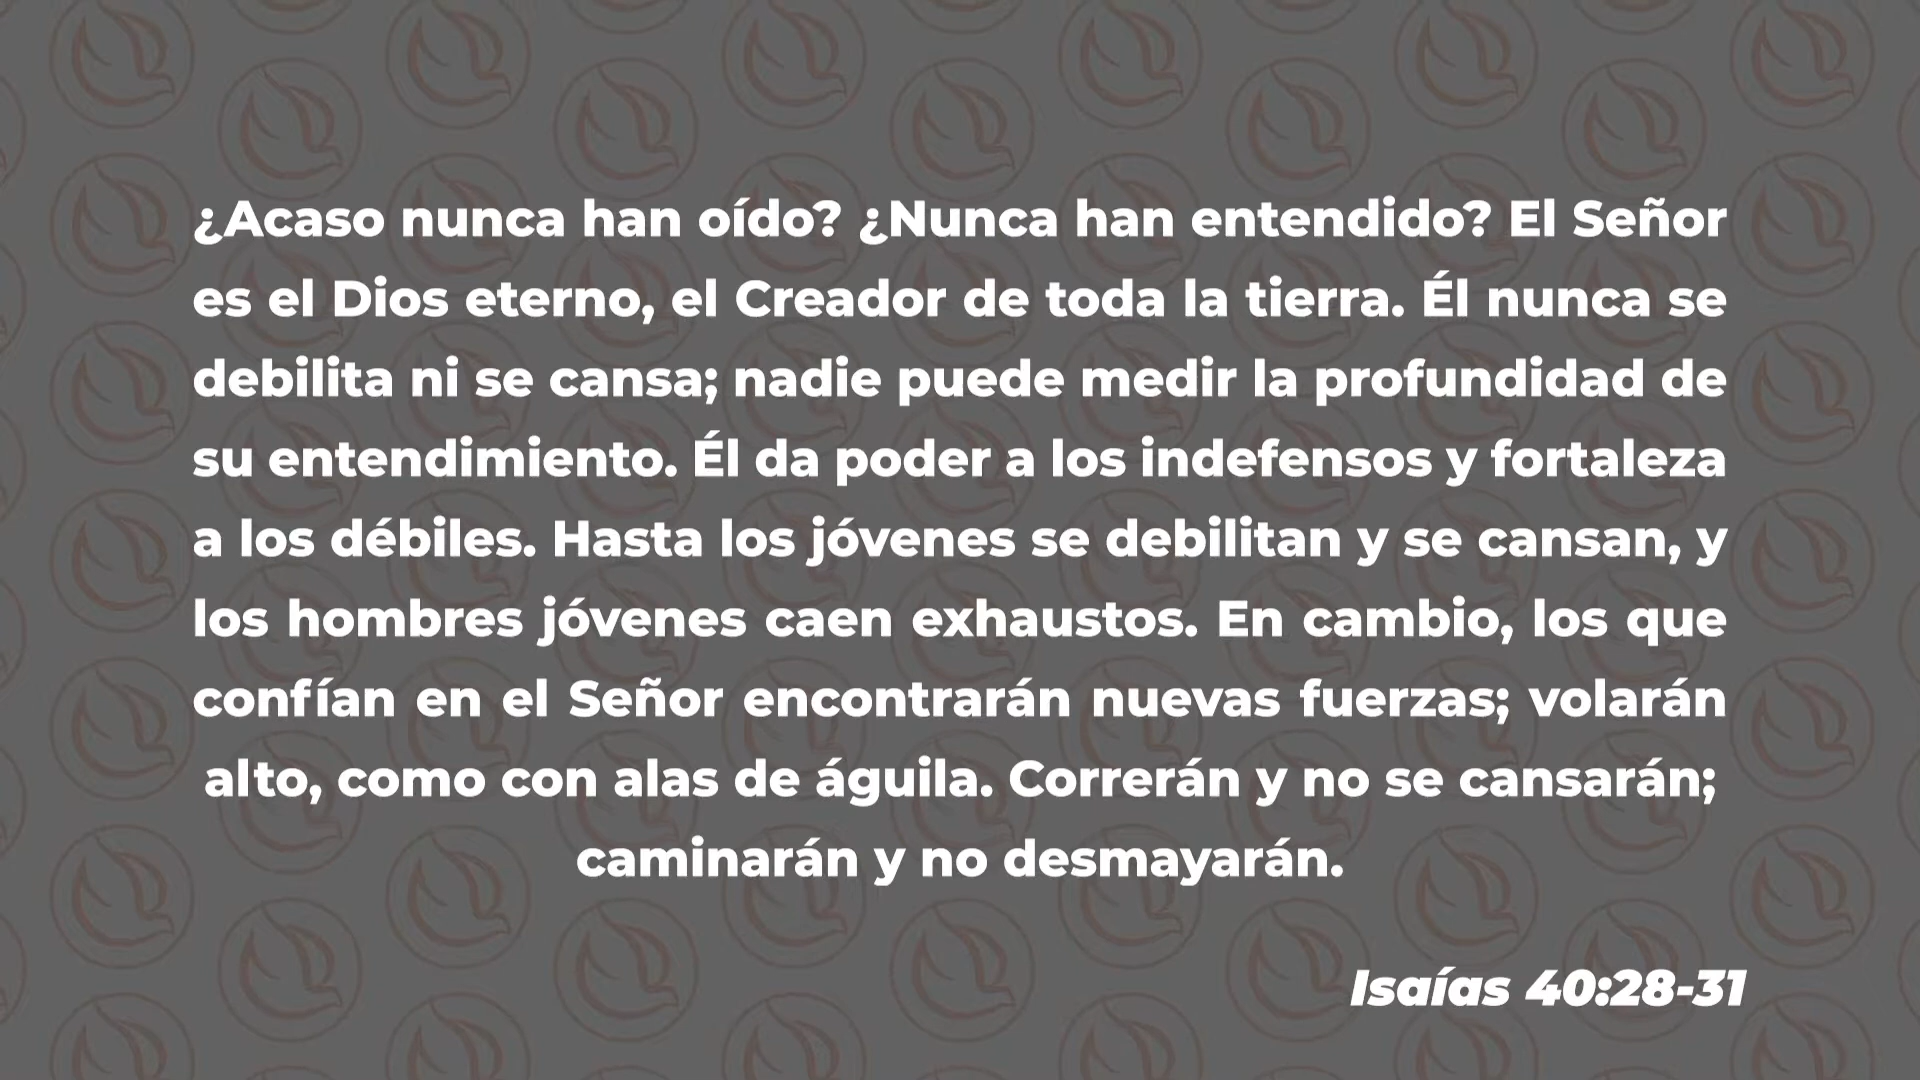 ¿Acaso nunca han oído? ¿Nunca han entendido? El Señor
es el Dios eterno, el Creador de toda la tierra. Él nunca se
debilita ni se cansa; nadie puede medir la profundidad de
su entendimiento. Él da poder a los indefensos y fortaleza
a los débiles. Hasta los jóvenes se debilitan y se cansan, y
los hombres jóvenes caen exhaustos. En cambio, los que
confían en el Señor encontrarán nuevas fuerzas; volarán
alto, como con alas de águila. Correrán y no se cansarán;
caminarán y no desmayarán.
Isaías 40:28-31